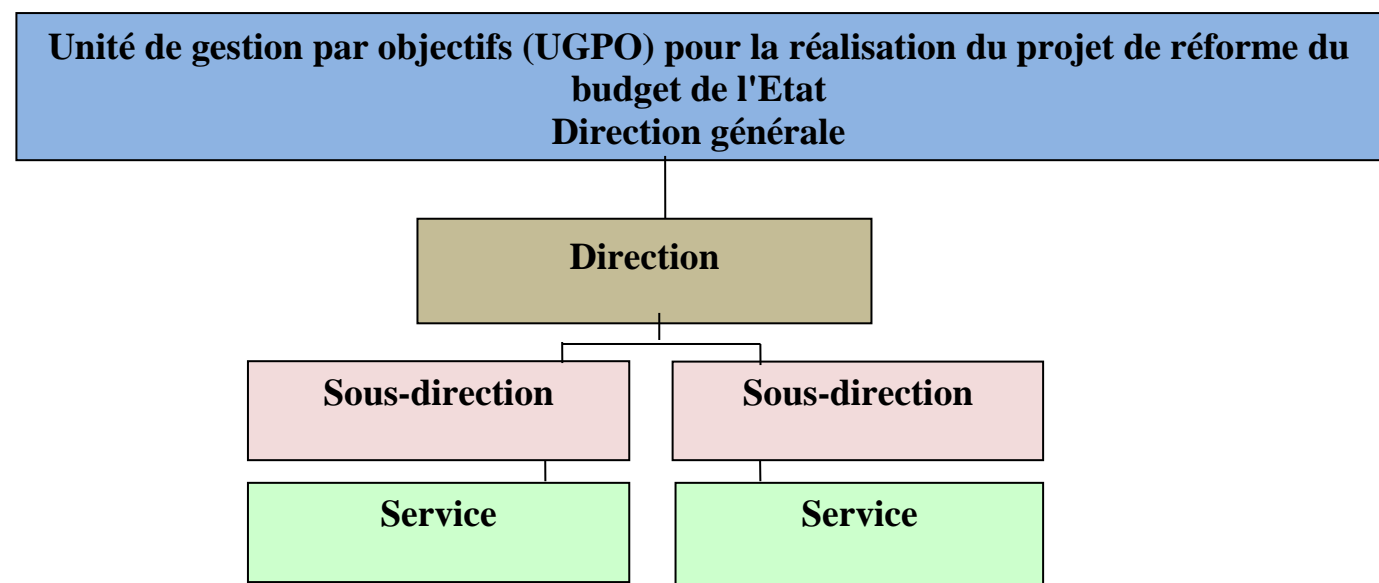 Unité de gestion par objectifs (UGPO) pour la réalisation du projet de réforme du
budget de l'Etat
Direction générale
Direction
Sous-direction
Sous-direction
Service
Service